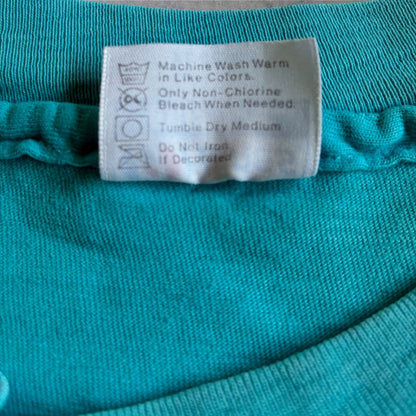 Machine Wash Warm
in Like Colors.
Only Non-Chlorine
Bleach When Needed.
Tumble Dry Medium
Do Not Iron
If Decorated